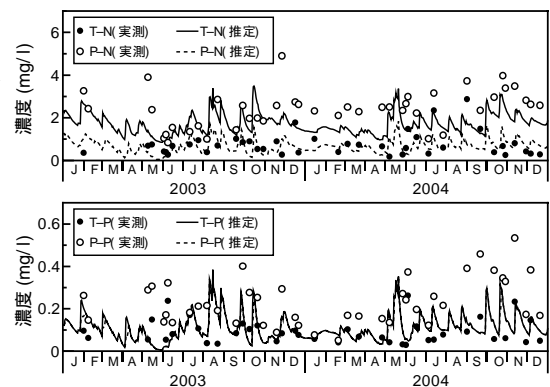 T–N(実測) T–N(推定)
P–N(実測) P–N(推定)
濃度 (mg/l)
6
4
2
0
J F M A M J J A S O N D J F M A M J J A S O N D
2003 2004
T–P(実測) T–P(推定)
P–P(実測) P–P(推定)
濃度 (mg/l)
0.6
0.4
0.2
0
J F M A M J J A S O N D J F M A M J J A S O N D
2003 2004